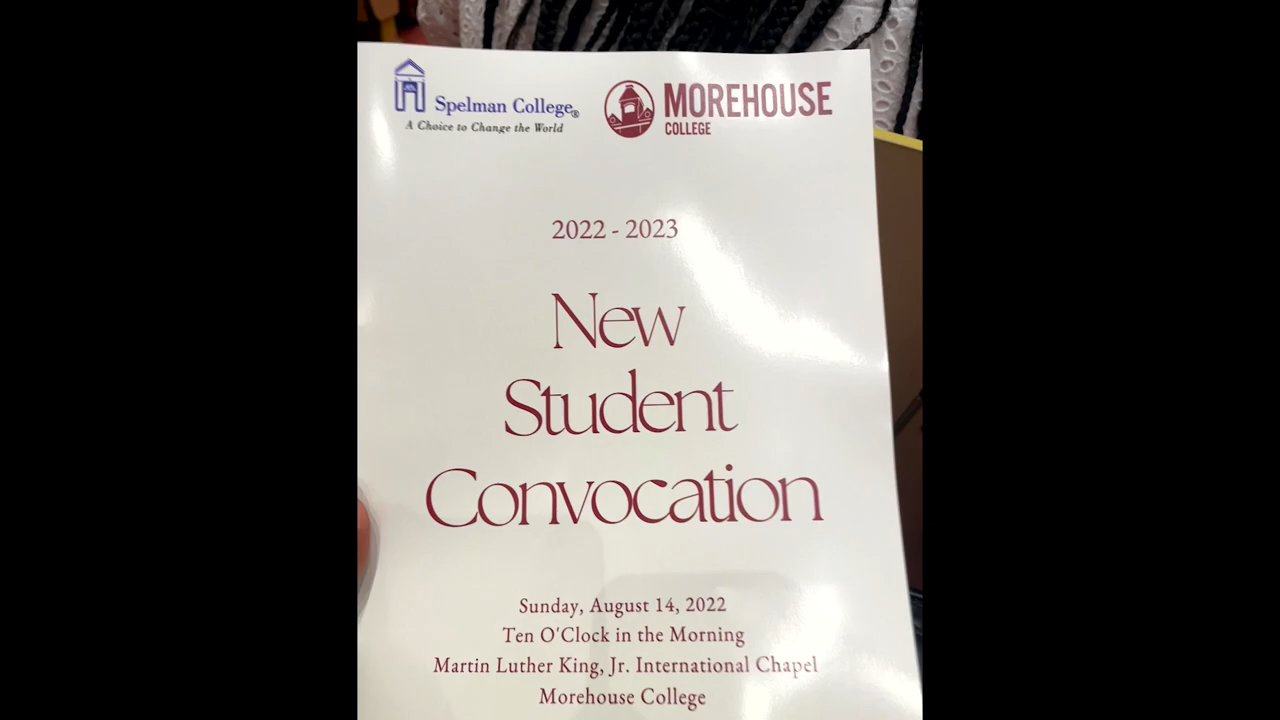 Spelman College®
A Choice to Change the World
MOREHOUSE
COLLEGE
2022 - 2023
New
Student
Convocation
Sunday, August 14, 2022
Ten O'Clock in the Morning
Martin Luther King, Jr. International Chapel
Morehouse College